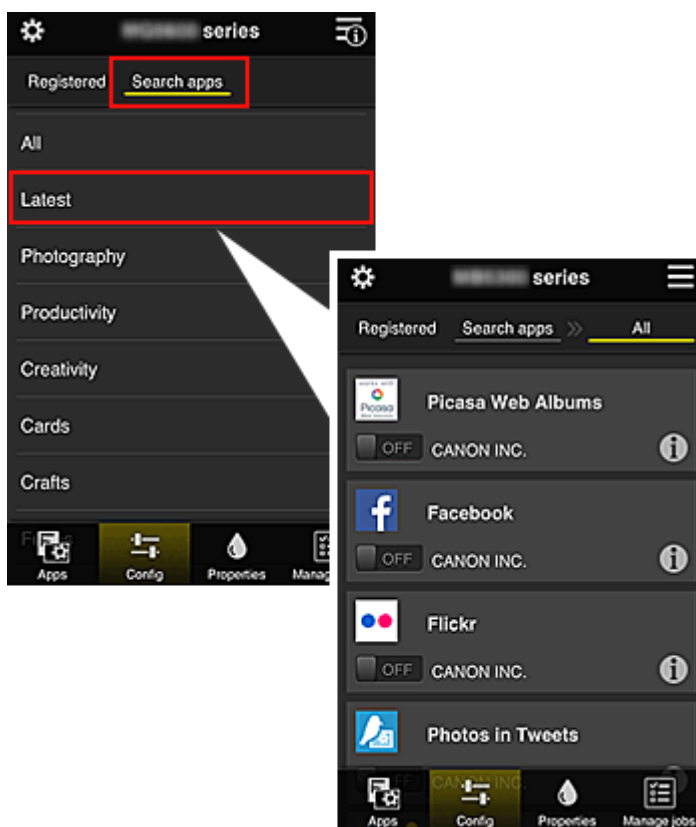 series
Registered Search apps
All
Latest
Photography
Productivity
Creativity
Cards
Crafts
Apps Config Properties Manag
series
Registered Search apps >> All
Picasa
Picasa Web Albums
OFF CANON INC.
f Facebook
OFF CANON INC.
Flickr
OFF CANON INC.
Photos in Tweets
Apps Config Properties Manage jobs